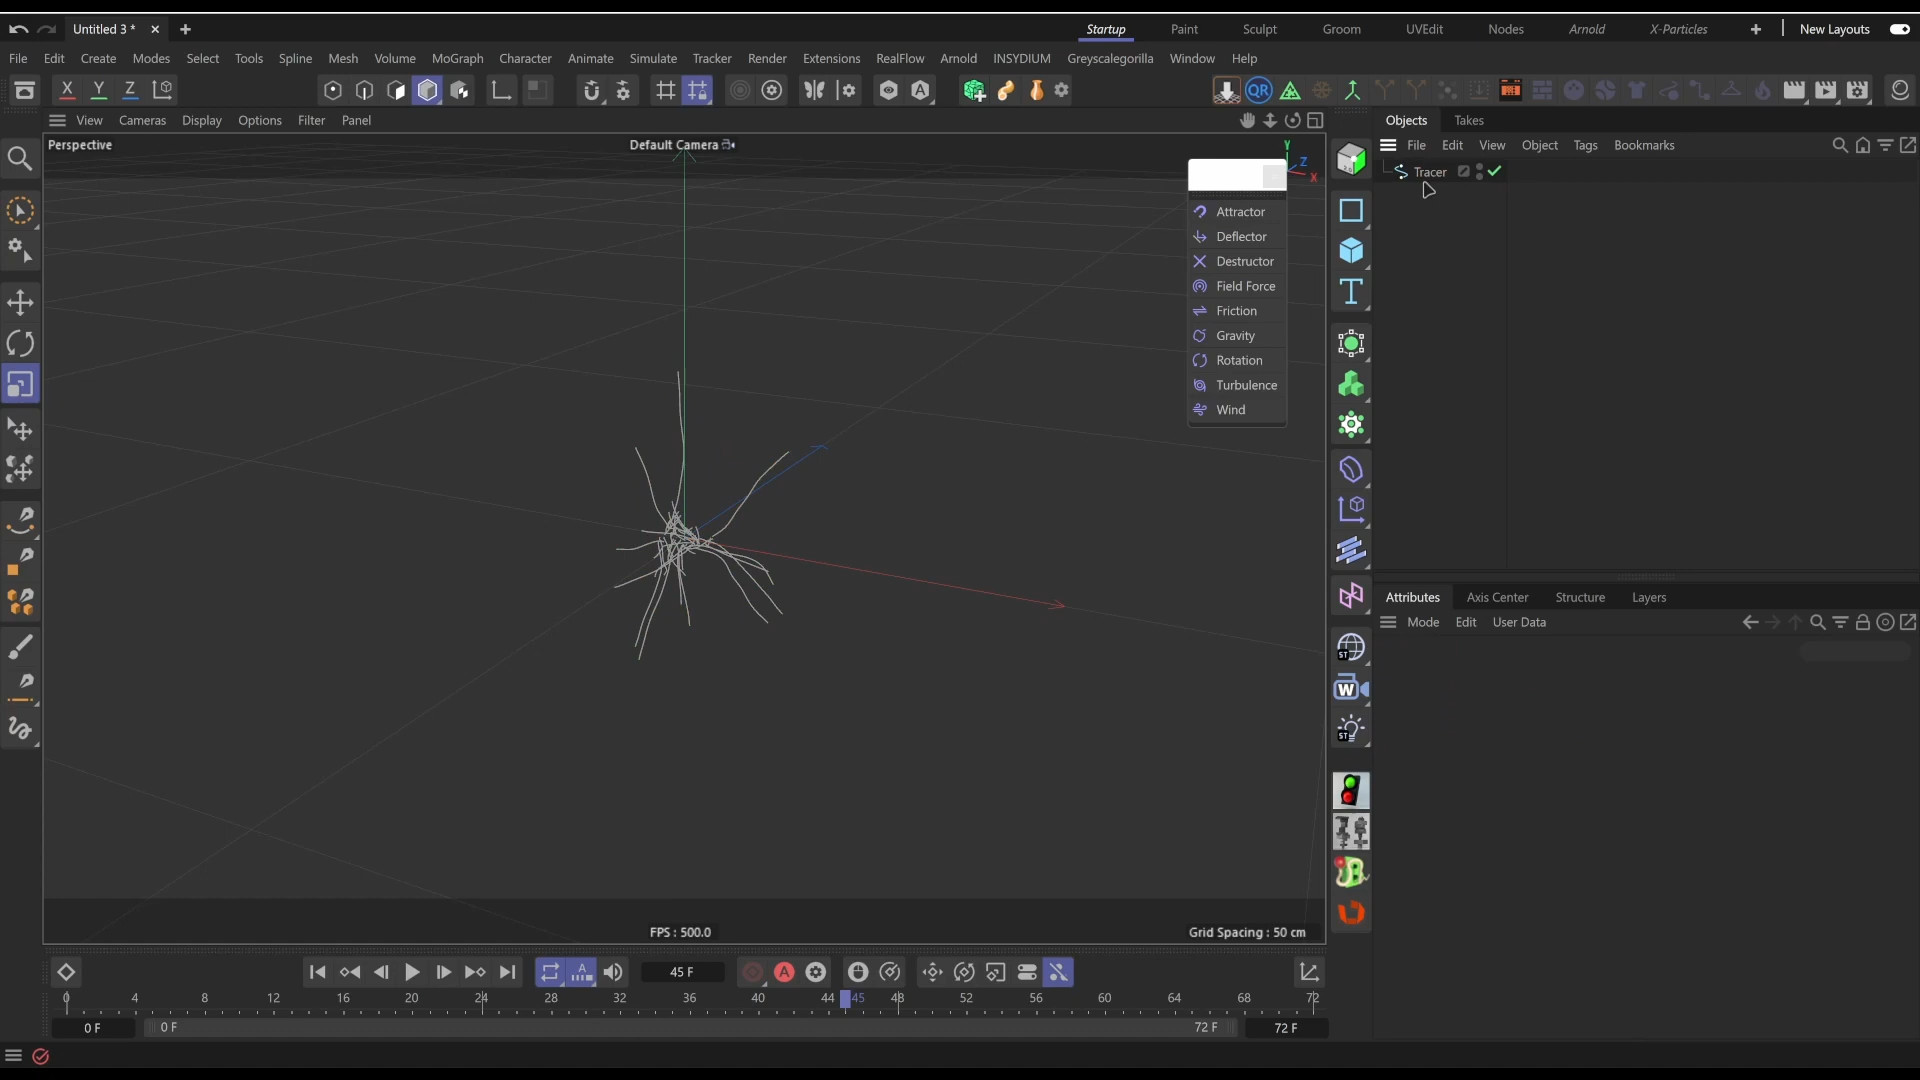 Untitled 3 *
Startup
Paint
Sculpt
Groom
UVEdit
Nodes
Arnold
X-Particles
New Layouts
File
Edit
Create
Modes
Select
Tools
Spline
Mesh
Volume
MoGraph
Character
Animate
Simulate
Tracker
Render
Extensions
RealFlow
Arnold
INSYDIUM
Greyscalegorilla
Window
Help
X
Y
Z
QR
View
Cameras
Display
Options
Filter
Panel
Objects
Takes
File
Edit
View
Object
Tags
Bookmarks
Perspective
Default Camera
Y
Z
X
Tracer
Attractor
Deflector
Destructor
Field Force
Friction
Gravity
Rotation
Turbulence
Wind
T
ST
W
ST
Attributes
Axis Center
Structure
Layers
Mode
Edit
User Data
FPS : 500.0
Grid Spacing : 50 cm
A
45 F
A
0
4
8
12
16
20
24
28
32
36
40
44
45
48
52
56
60
64
68
72
0 F
0 F
72 F
72 F